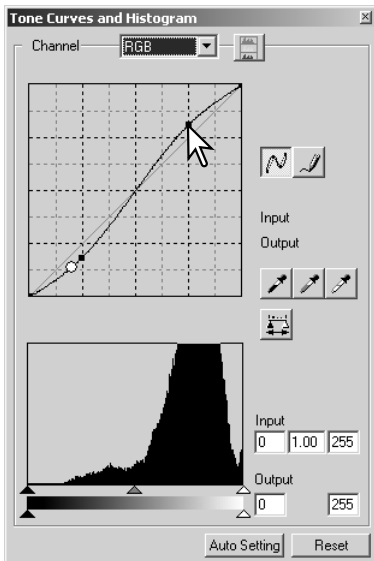 Tone Curves and Histogram
Channel RGB
Input
Output
Input
0 1.00 255
Output
0 255
Auto Setting Reset